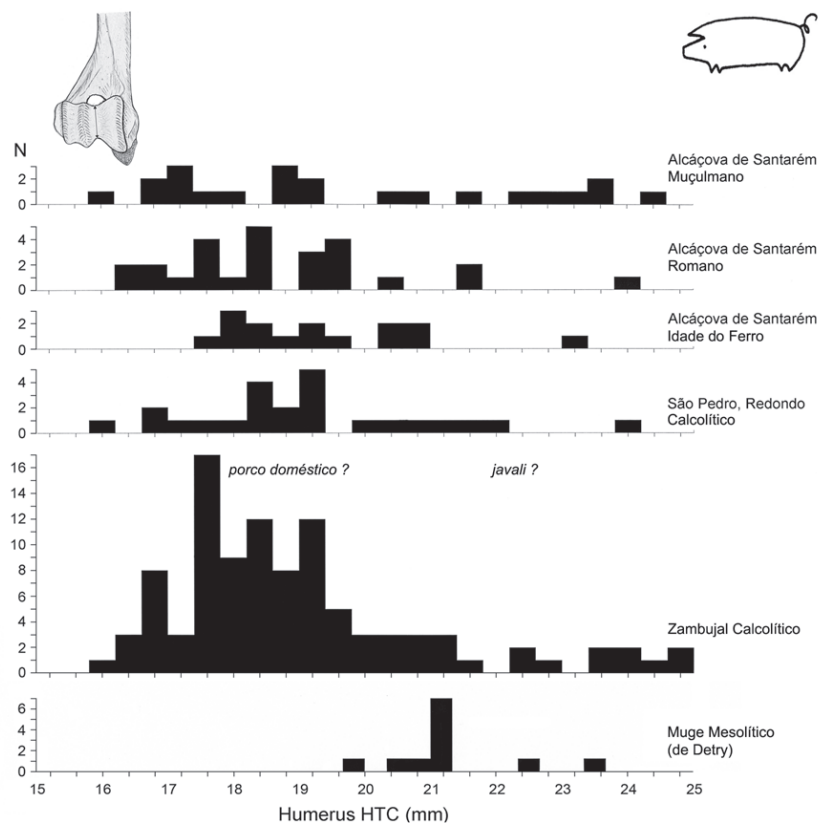 N
2
0
Alcáçova de Santarém
Muçulmano
4
2
0
Alcáçova de Santarém
Romano
2
0
Alcáçova de Santarém
Idade do Ferro
4
2
0
São Pedro, Redondo
Calcolítico
16
14
12
10
8
6
4
2
0
porco doméstico ?
javali ?
Zambujal Calcolítico
6
4
2
0
Muge Mesolítico
(de Detry)
15 16 17 18 19 20 21 22 23 24 25
Humerus HTC (mm)